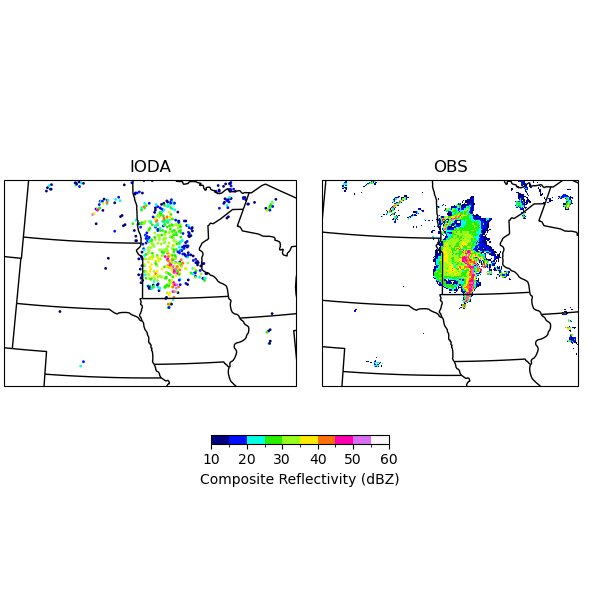 IODA
OBS
10 20 30 40 50 60
Composite Reflectivity (dBZ)